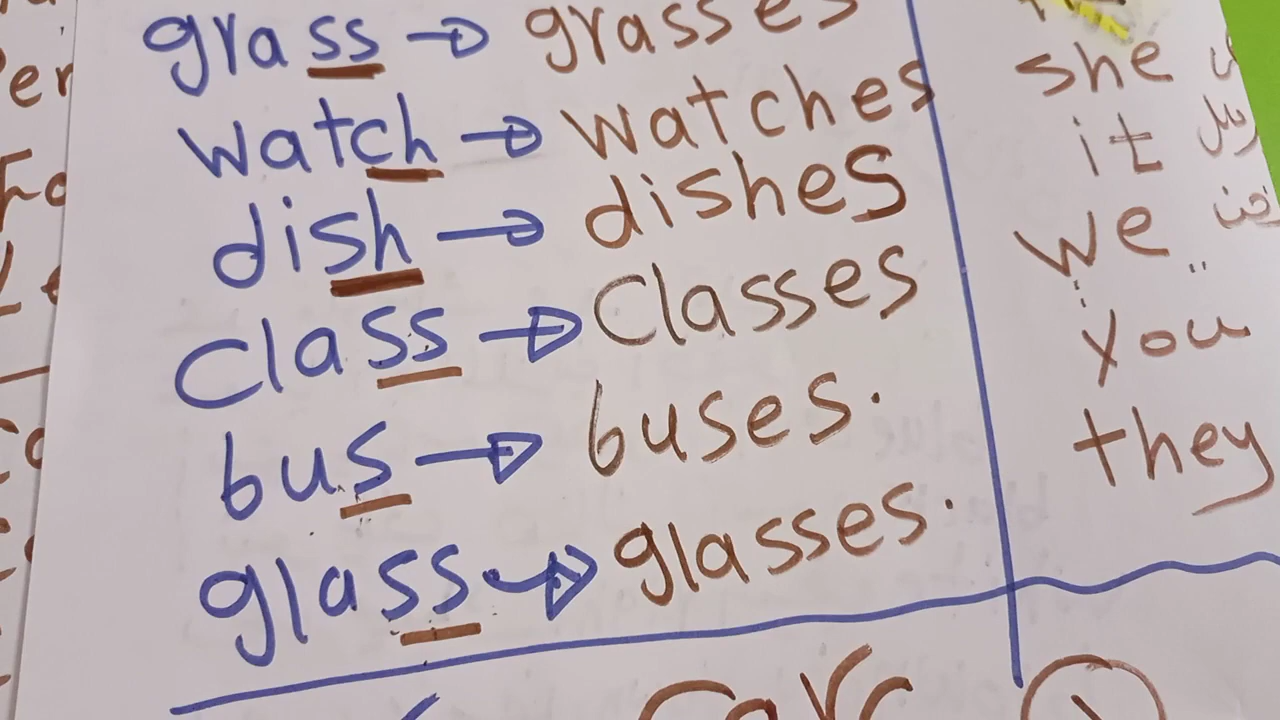 grass → grasses
watch → watches
dish → dishes
Class → Classes
bus → buses.
glass → glasses.
she
it
we
you
they